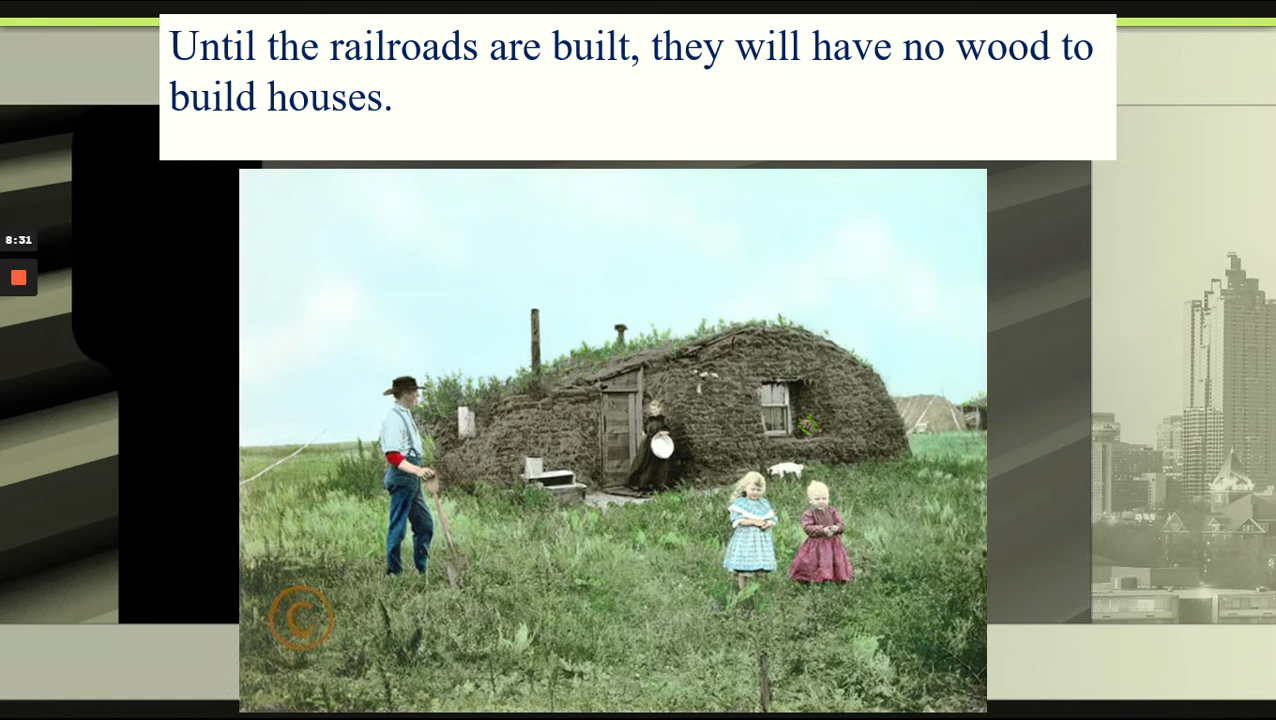 Until the railroads are built, they will have no wood to
build houses.
8:31
©